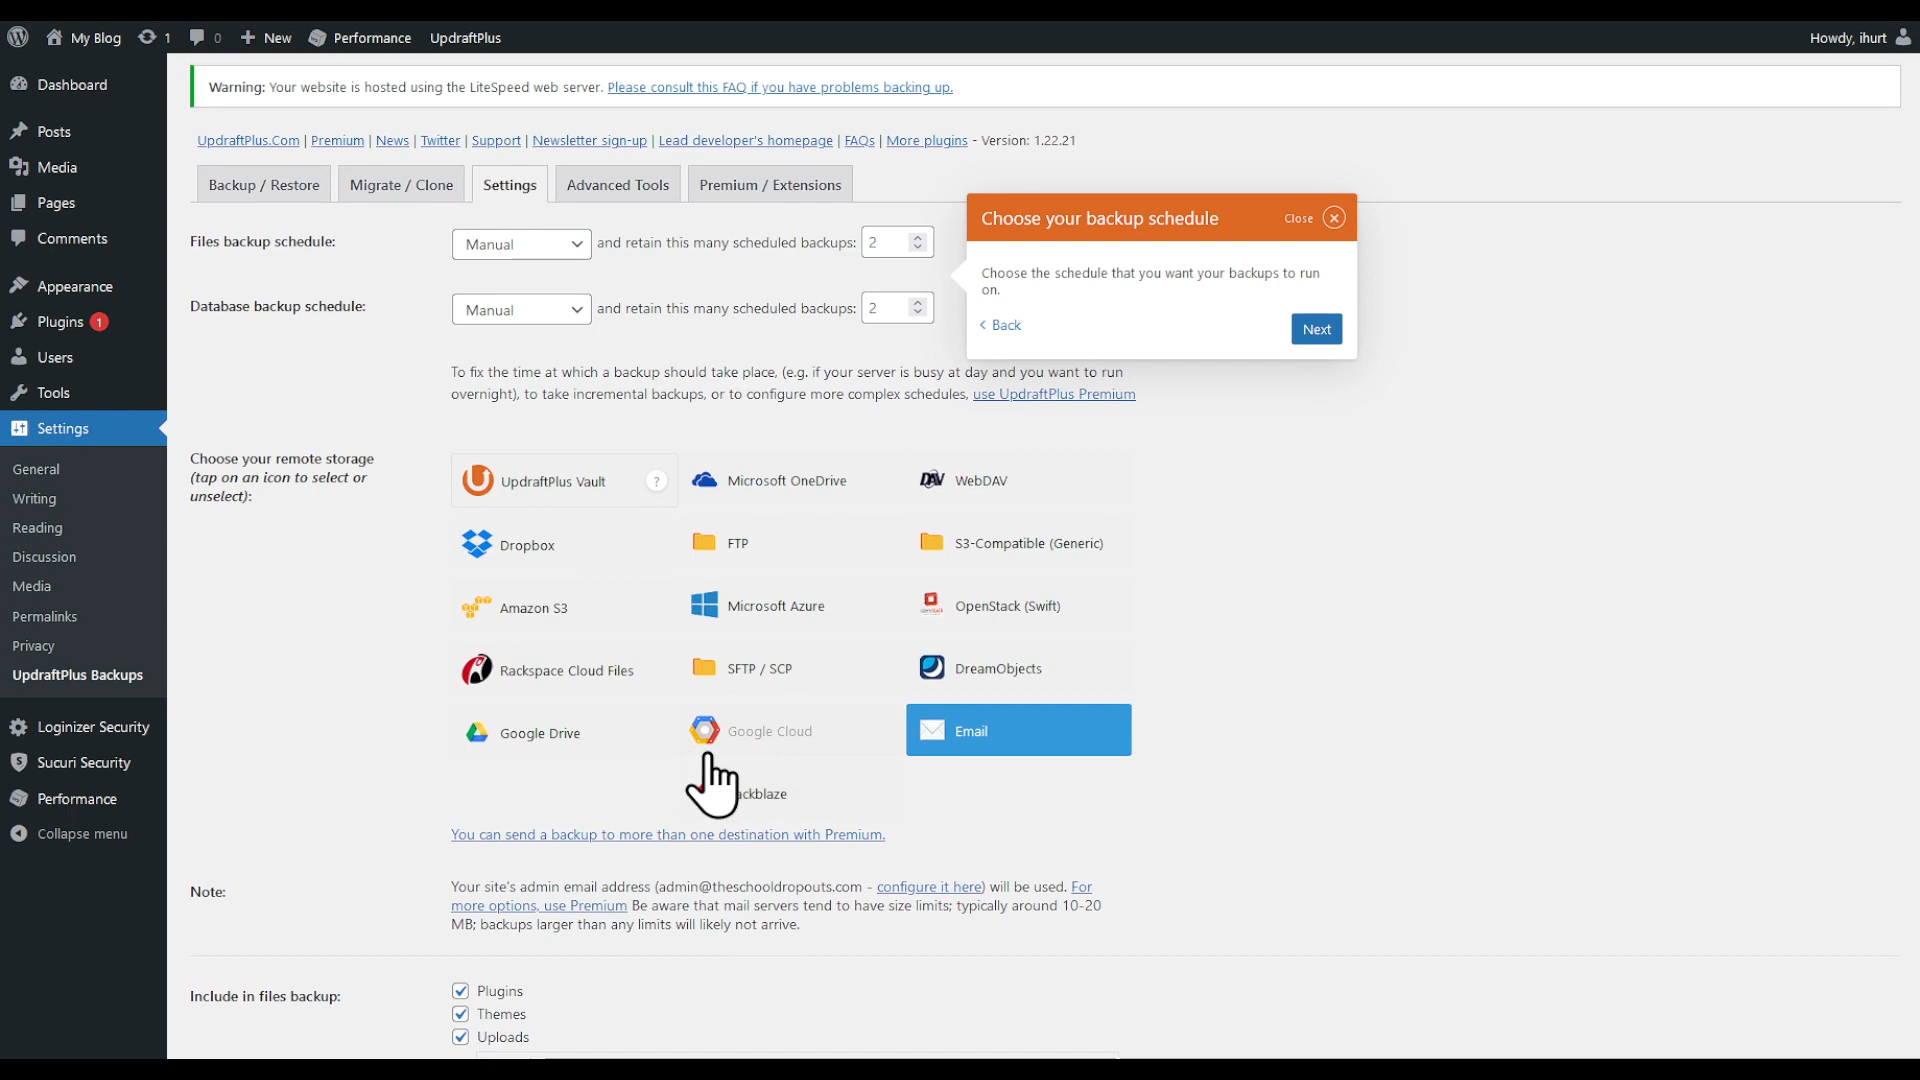 My Blog 1 0 New Performance UpdraftPlus Howdy, ihurt
Dashboard
Posts
Media
Pages
Comments
Appearance
Plugins 1
Users
Tools
Settings
General
Writing
Reading
Discussion
Media
Permalinks
Privacy
UpdraftPlus Backups
Loginizer Security
Sucuri Security
Performance
Collapse menu
Warning: Your website is hosted using the LiteSpeed web server. Please consult this FAQ if you have problems backing up.
UpdraftPlus.Com | Premium | News | Twitter | Support | Newsletter sign-up | Lead developer's homepage | FAQs | More plugins - Version: 1.22.21
Backup / Restore Migrate / Clone Settings Advanced Tools Premium / Extensions
Files backup schedule: Manual and retain this many scheduled backups: 2
Database backup schedule: Manual and retain this many scheduled backups: 2
Choose your backup schedule Close
Choose the schedule that you want your backups to run
on.
Back Next
To fix the time at which a backup should take place, (e.g. if your server is busy at day and you want to run
overnight), to take incremental backups, or to configure more complex schedules, use UpdraftPlus Premium
Choose your remote storage
(tap on an icon to select or
unselect):
UpdraftPlus Vault ? Microsoft OneDrive DAV WebDAV
Dropbox FTP S3-Compatible (Generic)
Amazon S3 Microsoft Azure OpenStack (Swift)
Rackspace Cloud Files SFTP / SCP DreamObjects
Google Drive Google Cloud Email
ackblaze
You can send a backup to more than one destination with Premium.
Note:
Your site's admin email address (admin@theschooldropouts.com - configure it here) will be used. For
more options, use Premium Be aware that mail servers tend to have size limits; typically around 10-20
MB; backups larger than any limits will likely not arrive.
Include in files backup:
Plugins
Themes
Uploads